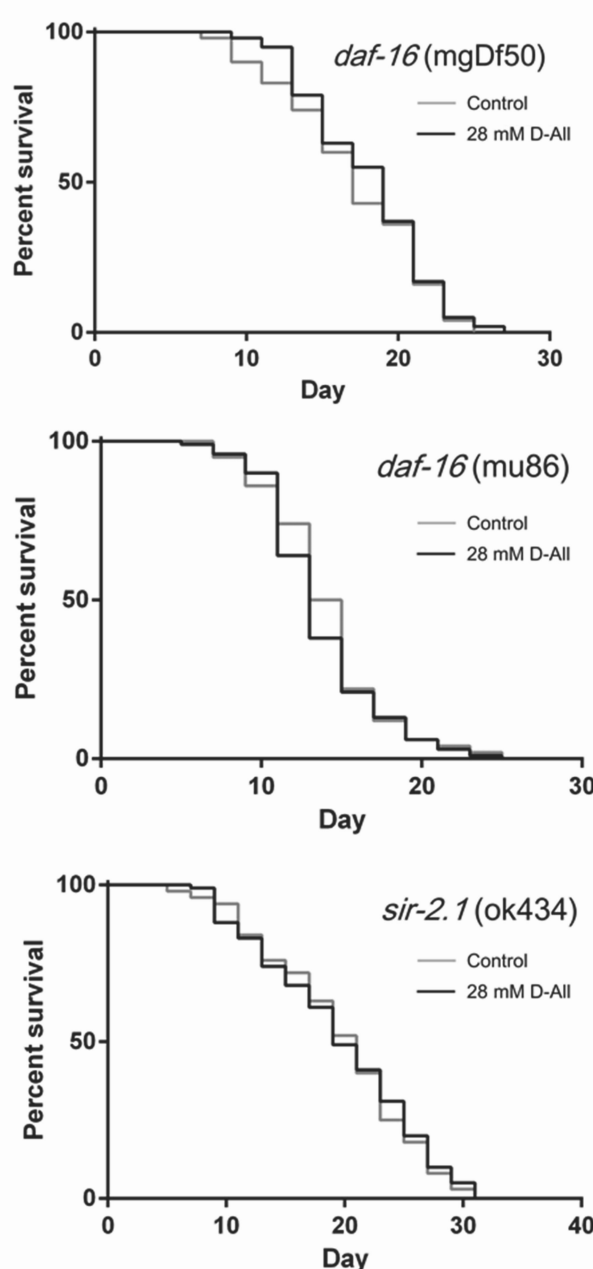 daf-16 (mgDf50)
Control
28 mM D-All
Percent survival
100
50
0
0 10 20 30
Day
daf-16 (mu86)
Control
28 mM D-All
Percent survival
100
50
0
0 10 20 30
Day
sir-2.1 (ok434)
Control
28 mM D-All
Percent survival
100
50
0
0 10 20 30 40
Day